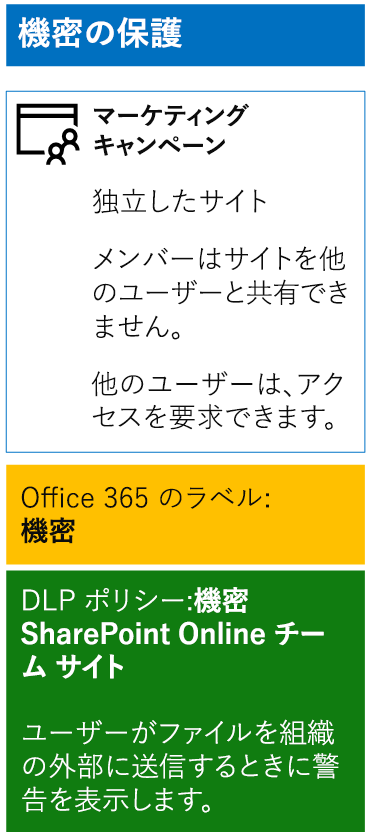 機密の保護
マーケティング
キャンペーン
独立したサイト
メンバーはサイトを他
のユーザーと共有でき
ません。
他のユーザーは、アク
セスを要求できます。
Office 365 のラベル:
機密
DLP ポリシー:機密
SharePoint Online チー
ム サイト
ユーザーがファイルを組織
の外部に送信するときに警
告を表示します。